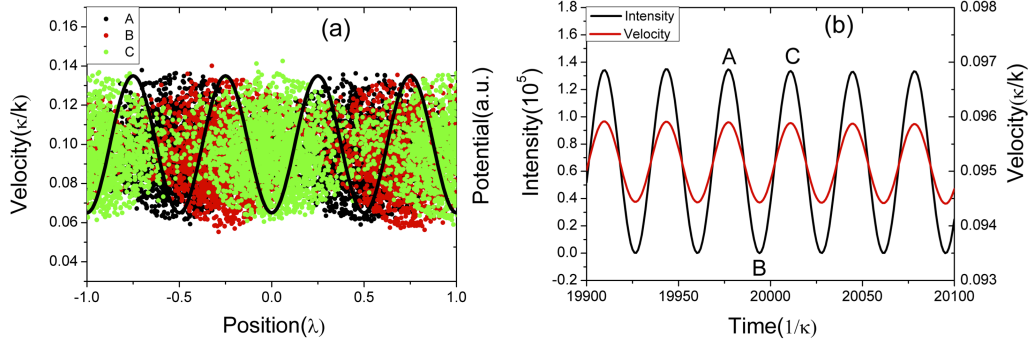 A
B
C
(a)
0.16
0.14
0.12
0.10
0.08
0.06
0.04
Velocity(κ/k)
Potential(a.u.)
-1.0 -0.5 0.0 0.5 1.0
Position(λ)
Intensity
Velocity
(b)
A C
B
1.8
1.6
1.4
1.2
1.0
0.8
0.6
0.4
0.2
0.0
-0.2
Intensity(10⁵)
0.098
0.097
0.096
0.095
0.094
0.093
Velocity(κ/k)
19900 19950 20000 20050 20100
Time(1/κ)